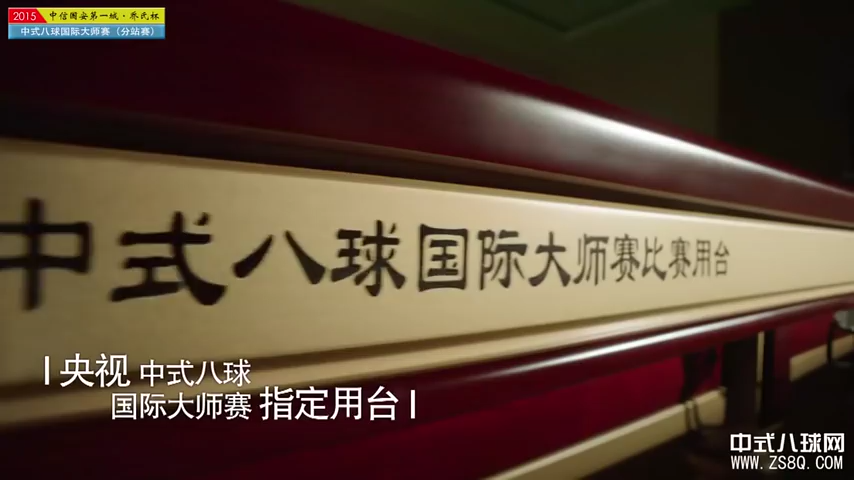 2015 中信国安第一城·乔氏杯
中式八球国际大师赛（分站赛）
中式八球国际大师赛比赛用台
央视 中式八球
国际大师赛 指定用台
中式八球网
WWW.ZS8Q.COM